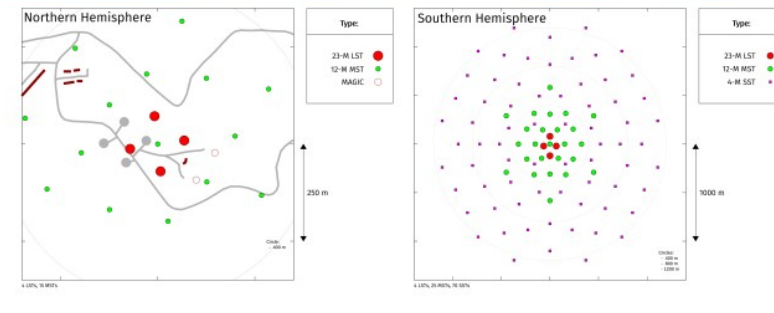 Northern Hemisphere
Type:
23-M LST
12-M MST
MAGIC
250 m
Circle:
- 400 m
4 LSTs, 15 MSTs
Southern Hemisphere
Type:
23-M LST
12-M MST
4-M SST
1000 m
Circles:
- 400 m
- 800 m
- 1200 m
4 LSTs, 25 MSTs, 70 SSTs